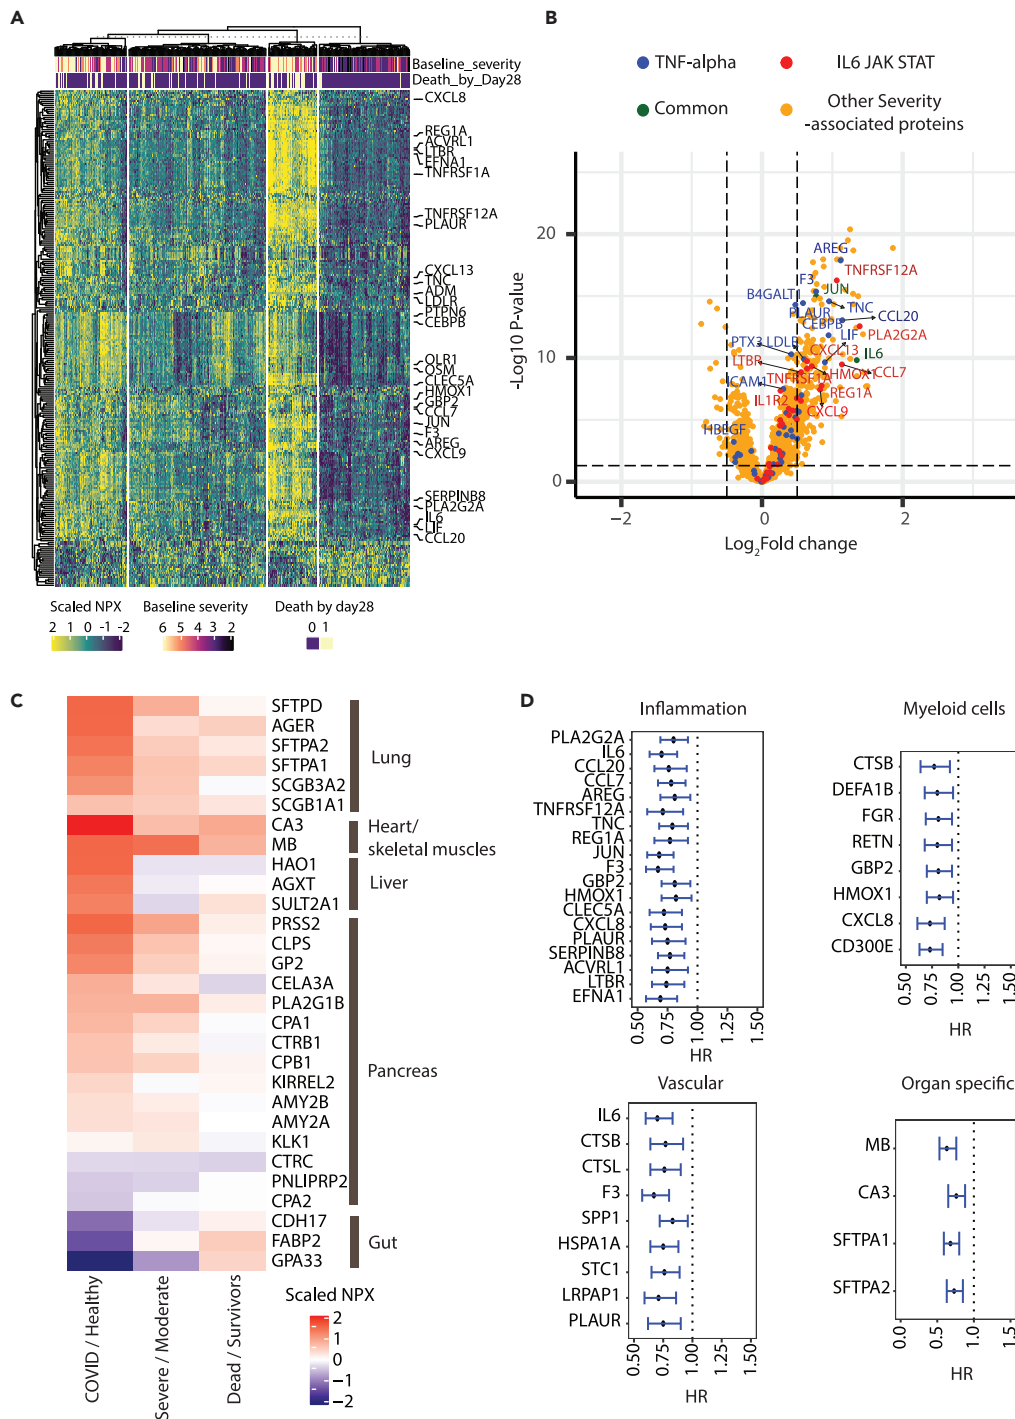 A
Baseline_severity
Death_by_Day28
CXCL8
REG1A
ACVRL1
LTBR
EFNA1
TNFRSF1A
TNFRSF12A
PLAUR
CXCL13
TNC
ADM
LDLR
PTPN6
CEBPB
OLR1
OSM
CLEC5A
HMOX1
GBP2
CCL7
JUN
F3
AREG
CXCL9
SERPINB8
PLA2G2A
IL6
LIF
CCL20
Scaled NPX
2 1 0 -1 -2
Baseline severity
6 5 4 3 2
Death by day28
0 1
B
TNF-alpha
IL6 JAK STAT
Common
Other Severity
-associated proteins
-Log10 P-value
20
10
0
AREG
TNFRSF12A
F3
JUN
B4GALT1
PLAUR
TNC
CCL20
CEBPB
LIF
PLA2G2A
PTX3
LDLR
CXCL13
IL6
LTBR
TNFRSF1A
HMOX1
CCL7
ICAM1
IL1R2
REG1A
CXCL9
HBEGF
−2 0 2
Log2Fold change
C
SFTPD
AGER
SFTPA2
SFTPA1
SCGB3A2
SCGB1A1
Lung
CA3
MB
Heart/
skeletal muscles
HAO1
AGXT
SULT2A1
Liver
PRSS2
CLPS
GP2
CELA3A
PLA2G1B
CPA1
CTRB1
CPB1
KIRREL2
AMY2B
AMY2A
KLK1
CTRC
PNLIPRP2
CPA2
Pancreas
CDH17
FABP2
GPA33
Gut
COVID / Healthy
Severe / Moderate
Dead / Survivors
Scaled NPX
2
1
0
−1
−2
D
Inflammation
PLA2G2A
IL6
CCL20
CCL7
AREG
TNFRSF12A
TNC
REG1A
JUN
F3
GBP2
HMOX1
CLEC5A
CXCL8
PLAUR
SERPINB8
ACVRL1
LTBR
EFNA1
0.50 0.75 1.00 1.25 1.50
HR
Myeloid cells
CTSB
DEFA1B
FGR
RETN
GBP2
HMOX1
CXCL8
CD300E
0.50 0.75 1.00 1.25 1.50
HR
Vascular
IL6
CTSB
CTSL
F3
SPP1
HSPA1A
STC1
LRPAP1
PLAUR
0.50 0.75 1.00 1.25 1.50
HR
Organ specific
MB
CA3
SFTPA1
SFTPA2
0.0 0.5 1.0 1.5
HR